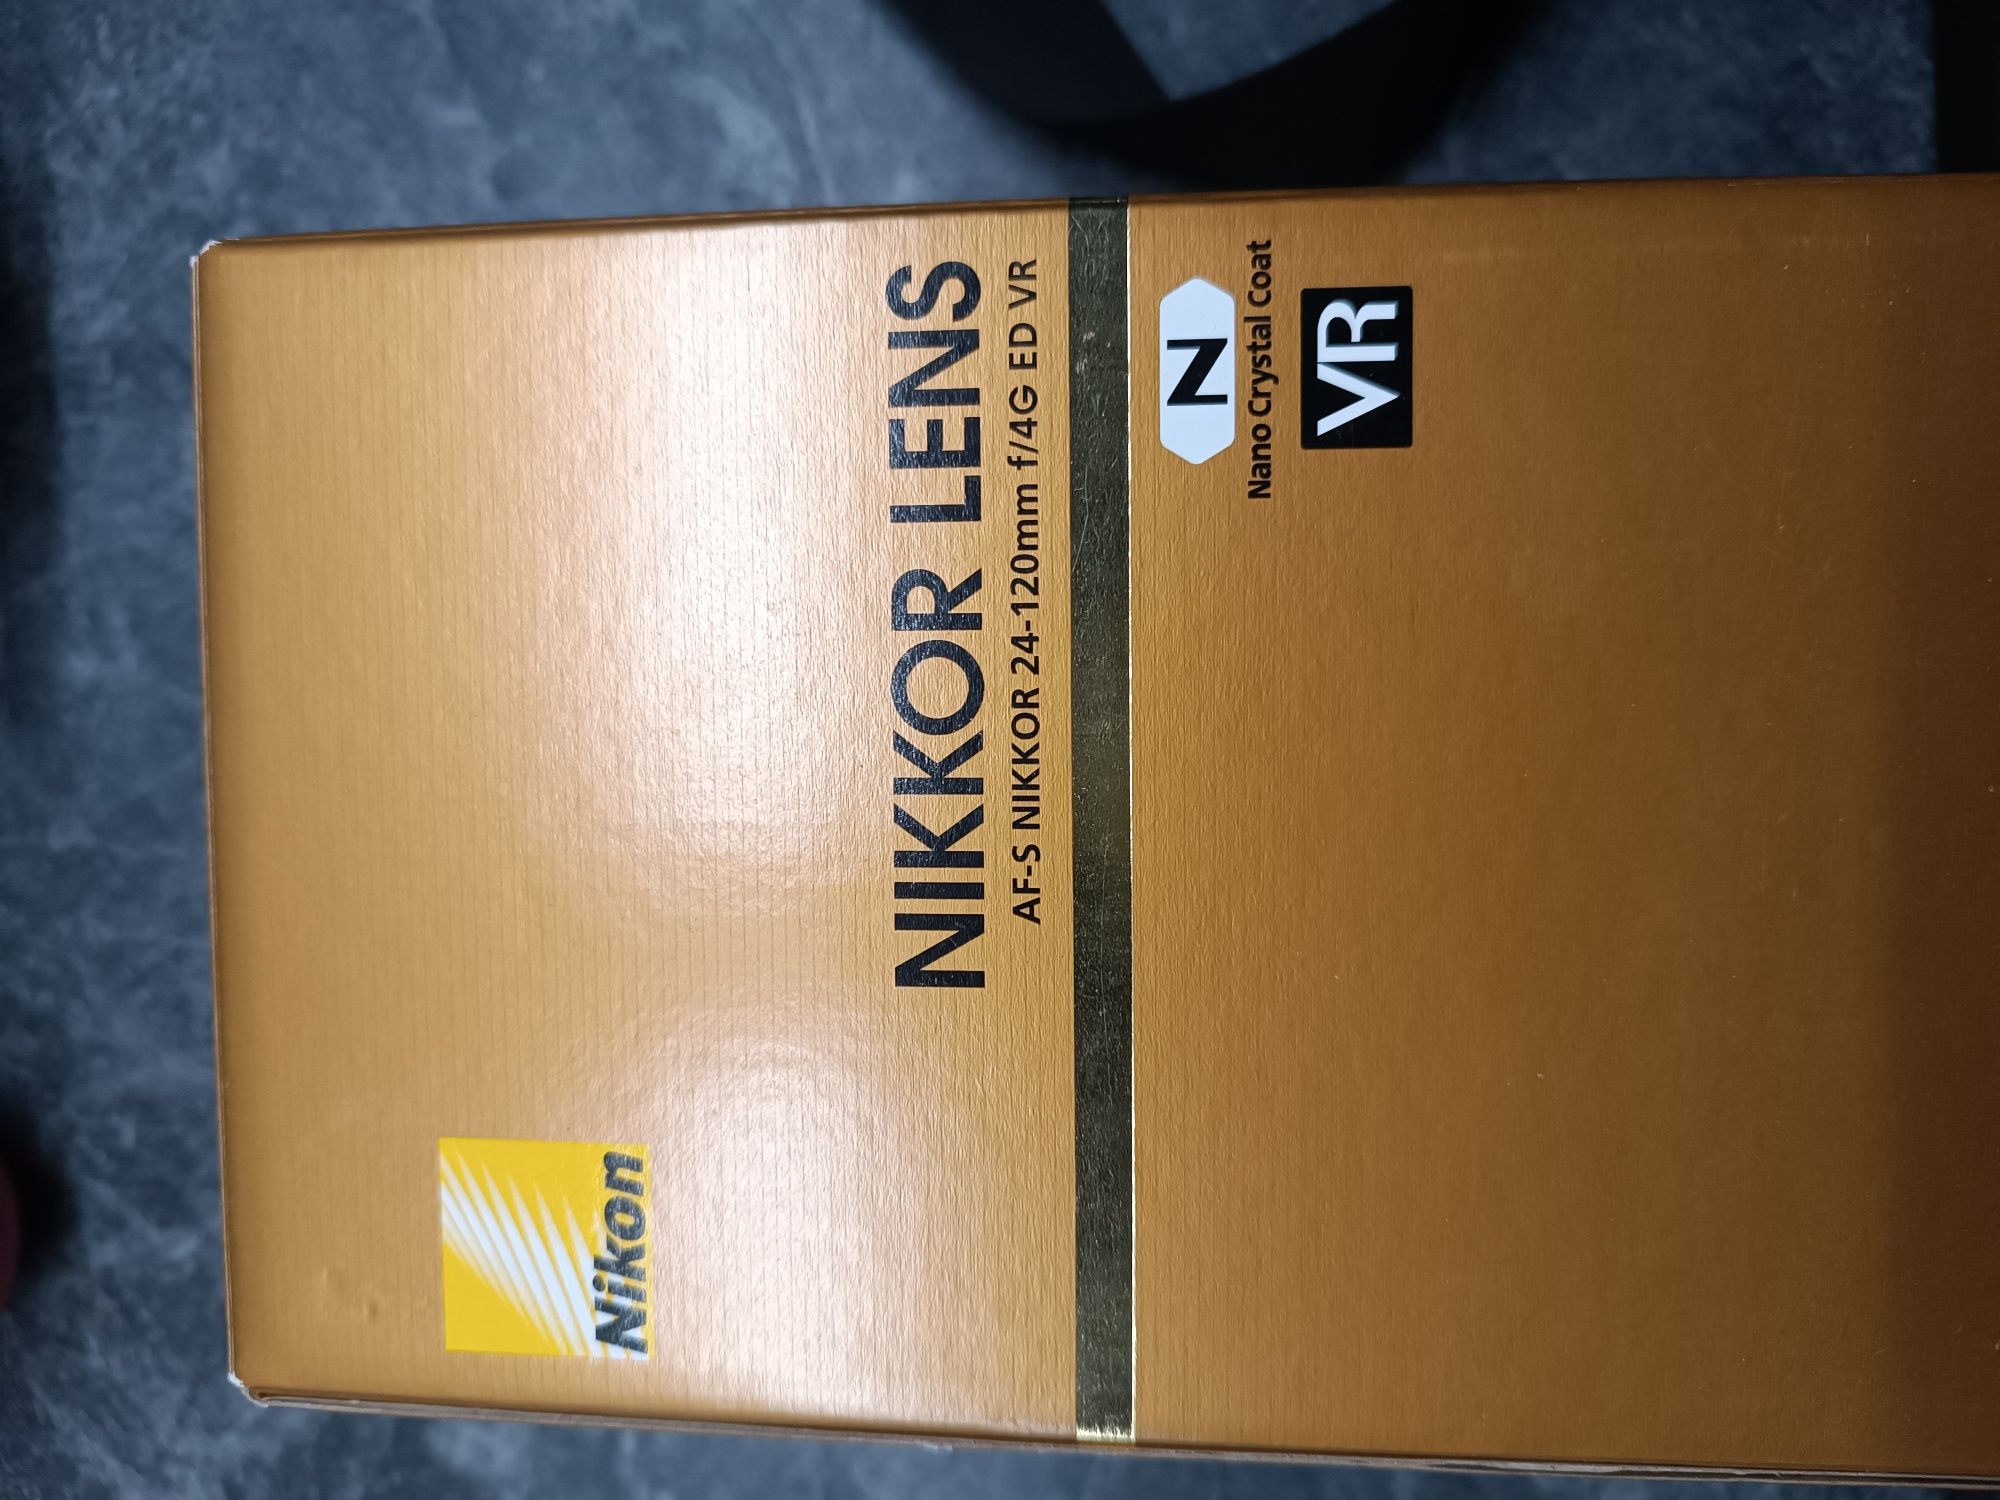 Nikon
NIKKOR LENS
AF-S NIKKOR 24-120mm f/4G ED VR
N
Nano Crystal Coat
VR